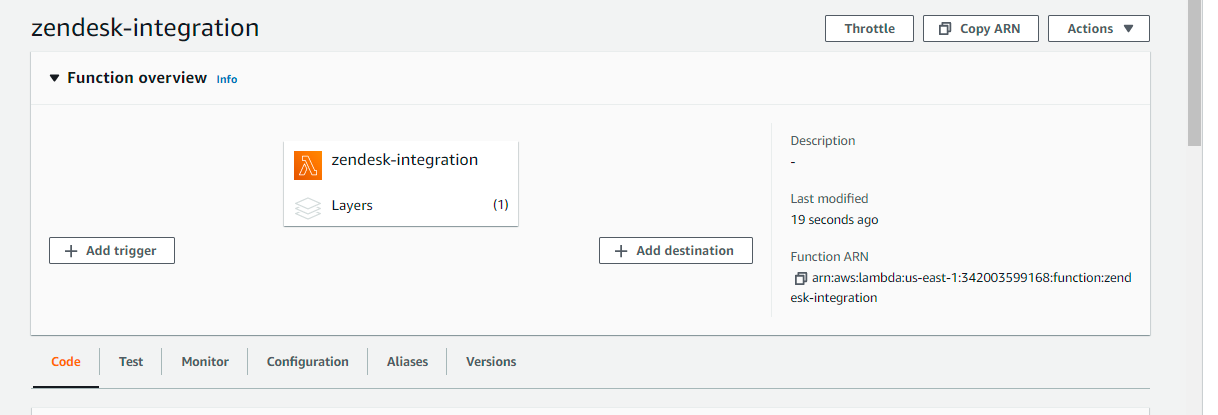 zendesk-integration
Throttle
Copy ARN
Actions
Function overview Info
zendesk-integration
Layers
(1)
Add trigger
Add destination
Description
-
Last modified
19 seconds ago
Function ARN
arn:aws:lambda:us-east-1:342003599168:function:zend
esk-integration
Code
Test
Monitor
Configuration
Aliases
Versions